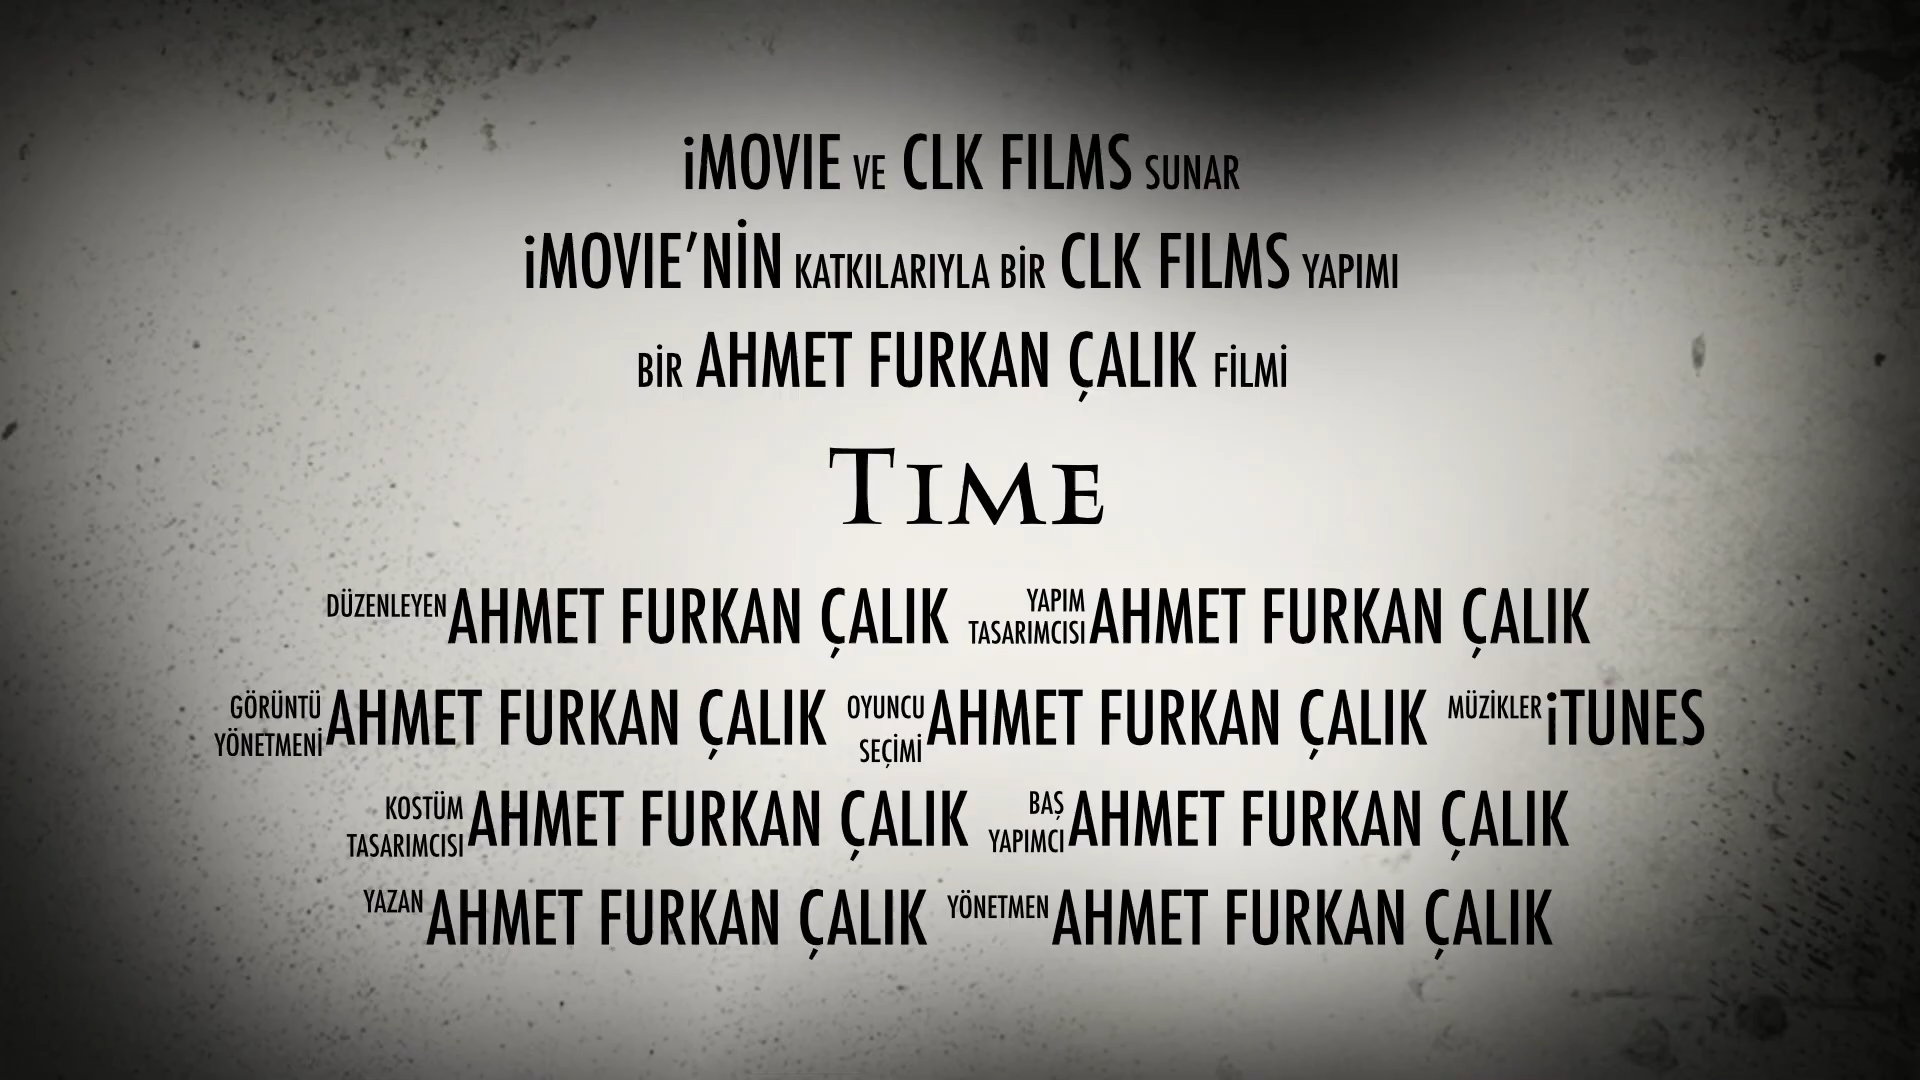 iMOVIE VE CLK FILMS SUNAR
iMOVIE'NİN KATKILARIYLA BİR CLK FILMS YAPIMI
BİR AHMET FURKAN ÇALIK FİLMİ
TIME
DÜZENLEYEN AHMET FURKAN ÇALIK YAPIM TASARIMCISI AHMET FURKAN ÇALIK
GÖRÜNTÜ YÖNETMENİ AHMET FURKAN ÇALIK OYUNCU SEÇİMİ AHMET FURKAN ÇALIK MÜZİKLER iTUNES
KOSTÜM TASARIMCISI AHMET FURKAN ÇALIK BAŞ YAPIMCI AHMET FURKAN ÇALIK
YAZAN AHMET FURKAN ÇALIK YÖNETMEN AHMET FURKAN ÇALIK